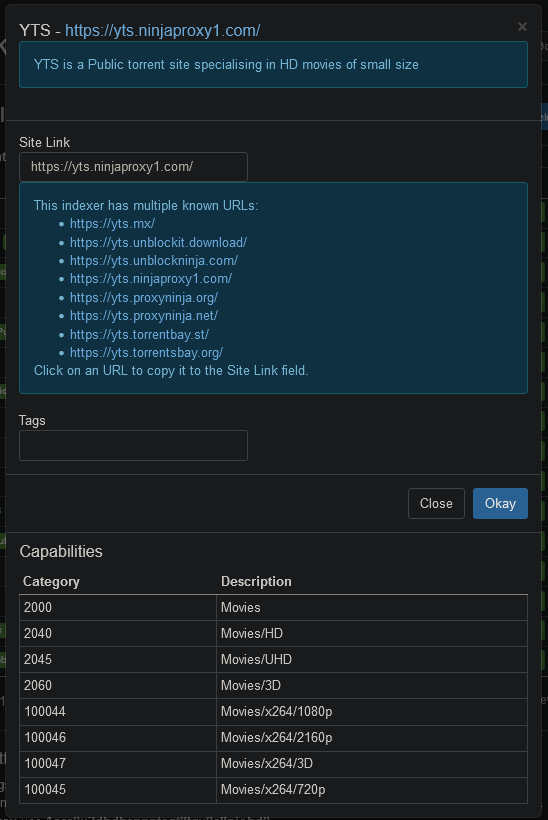 YTS - https://yts.ninjaproxy1.com/
×
YTS is a Public torrent site specialising in HD movies of small size
Site Link
https://yts.ninjaproxy1.com/
This indexer has multiple known URLs:
• https://yts.mx/
• https://yts.unblockit.download/
• https://yts.unblockninja.com/
• https://yts.ninjaproxy1.com/
• https://yts.proxyninja.org/
• https://yts.proxyninja.net/
• https://yts.torrentbay.st/
• https://yts.torrentsbay.org/
Click on an URL to copy it to the Site Link field.
Tags
Close Okay
Capabilities
Category Description
2000 Movies
2040 Movies/HD
2045 Movies/UHD
2060 Movies/3D
100044 Movies/x264/1080p
100046 Movies/x264/2160p
100047 Movies/x264/3D
100045 Movies/x264/720p